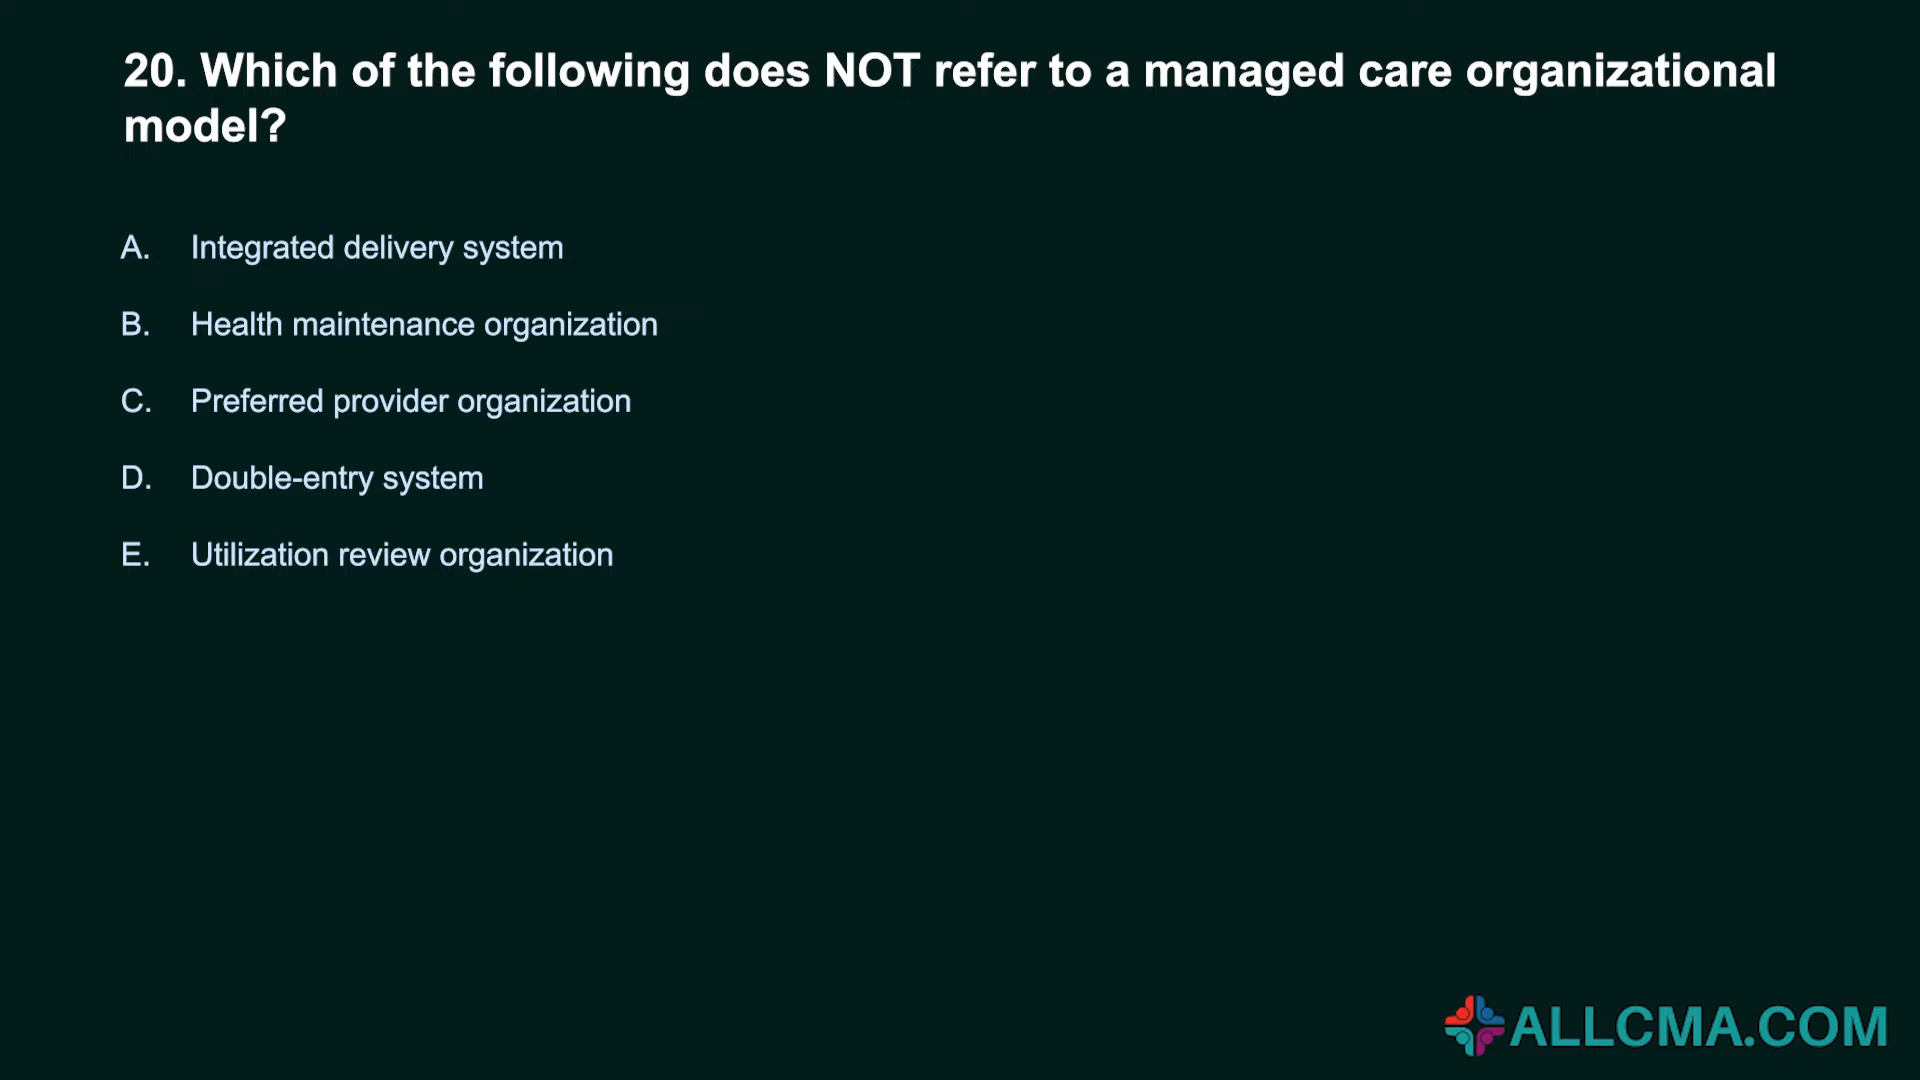 20. Which of the following does NOT refer to a managed care organizational
model?
A. Integrated delivery system
B. Health maintenance organization
C. Preferred provider organization
D. Double-entry system
E. Utilization review organization
ALLCMA.COM